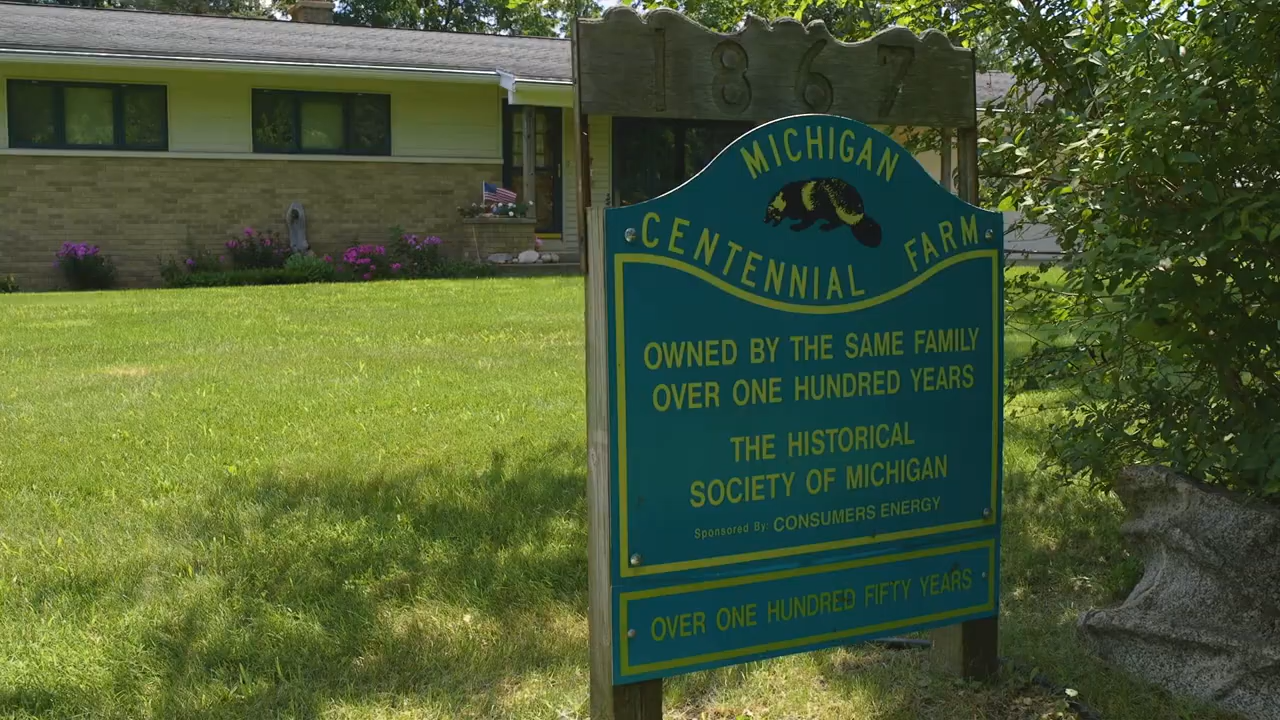 1867
MICHIGAN
CENTENNIAL FARM
OWNED BY THE SAME FAMILY
OVER ONE HUNDRED YEARS
THE HISTORICAL
SOCIETY OF MICHIGAN
Sponsored By: CONSUMERS ENERGY
OVER ONE HUNDRED FIFTY YEARS